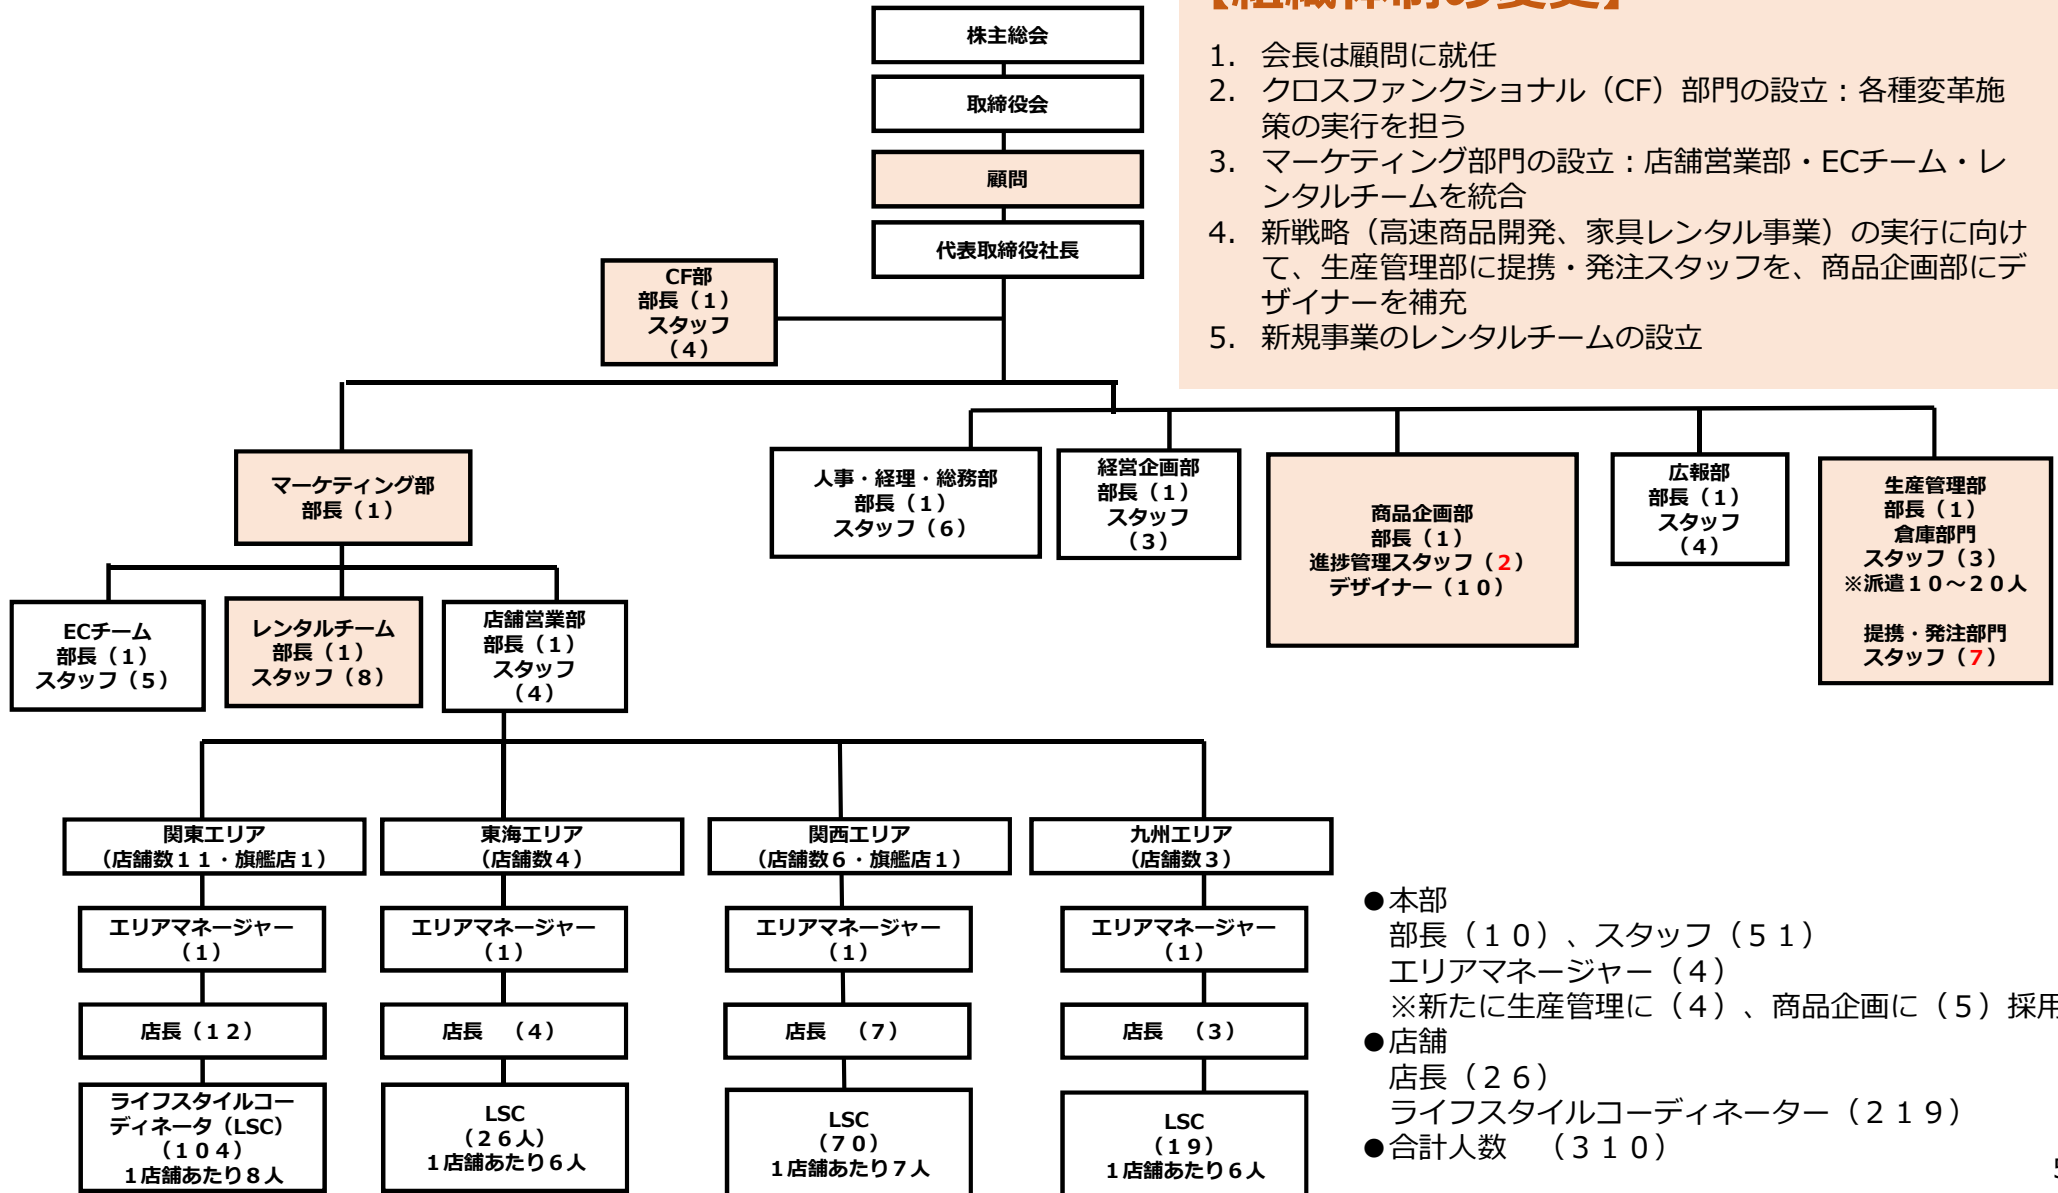 【組織体制の変更】
1. 会長は顧問に就任
2. クロスファンクショナル（CF）部門の設立：各種変革施
策の実行を担う
3. マーケティング部門の設立：店舗営業部・ECチーム・レ
ンタルチームを統合
4. 新戦略（高速商品開発、家具レンタル事業）の実行に向け
て、生産管理部に提携・発注スタッフを、商品企画部にデ
ザイナーを補充
5. 新規事業のレンタルチームの設立
株主総会
取締役会
顧問
代表取締役社長
CF部
部長（１）
スタッフ
（４）
マーケティング部
部長（１）
人事・経理・総務部
部長（１）
スタッフ（６）
経営企画部
部長（１）
スタッフ
（３）
商品企画部
部長（１）
進捗管理スタッフ（２）
デザイナー（１０）
広報部
部長（１）
スタッフ
（４）
生産管理部
部長（１）
倉庫部門
スタッフ（３）
※派遣１０～２０人
提携・発注部門
スタッフ（７）
ECチーム
部長（１）
スタッフ（５）
レンタルチーム
部長（１）
スタッフ（８）
店舗営業部
部長（１）
スタッフ
（４）
関東エリア
（店舗数１１・旗艦店１）
エリアマネージャー
（１）
店長（１２）
ライフスタイルコー
ディネータ（LSC）
（１０４）
１店舗あたり８人
東海エリア
（店舗数４）
エリアマネージャー
（１）
店長　（４）
LSC
（２６人）
１店舗あたり６人
関西エリア
（店舗数６・旗艦店１）
エリアマネージャー
（１）
店長　（７）
LSC
（７０）
１店舗あたり７人
九州エリア
（店舗数３）
エリアマネージャー
（１）
店長　（３）
LSC
（１９）
１店舗あたり６人
●本部
部長（１０）、スタッフ（５１）
エリアマネージャー（４）
※新たに生産管理に（４）、商品企画に（５）採用
●店舗
店長（２６）
ライフスタイルコーディネーター（２１９）
●合計人数　（３１０）
5